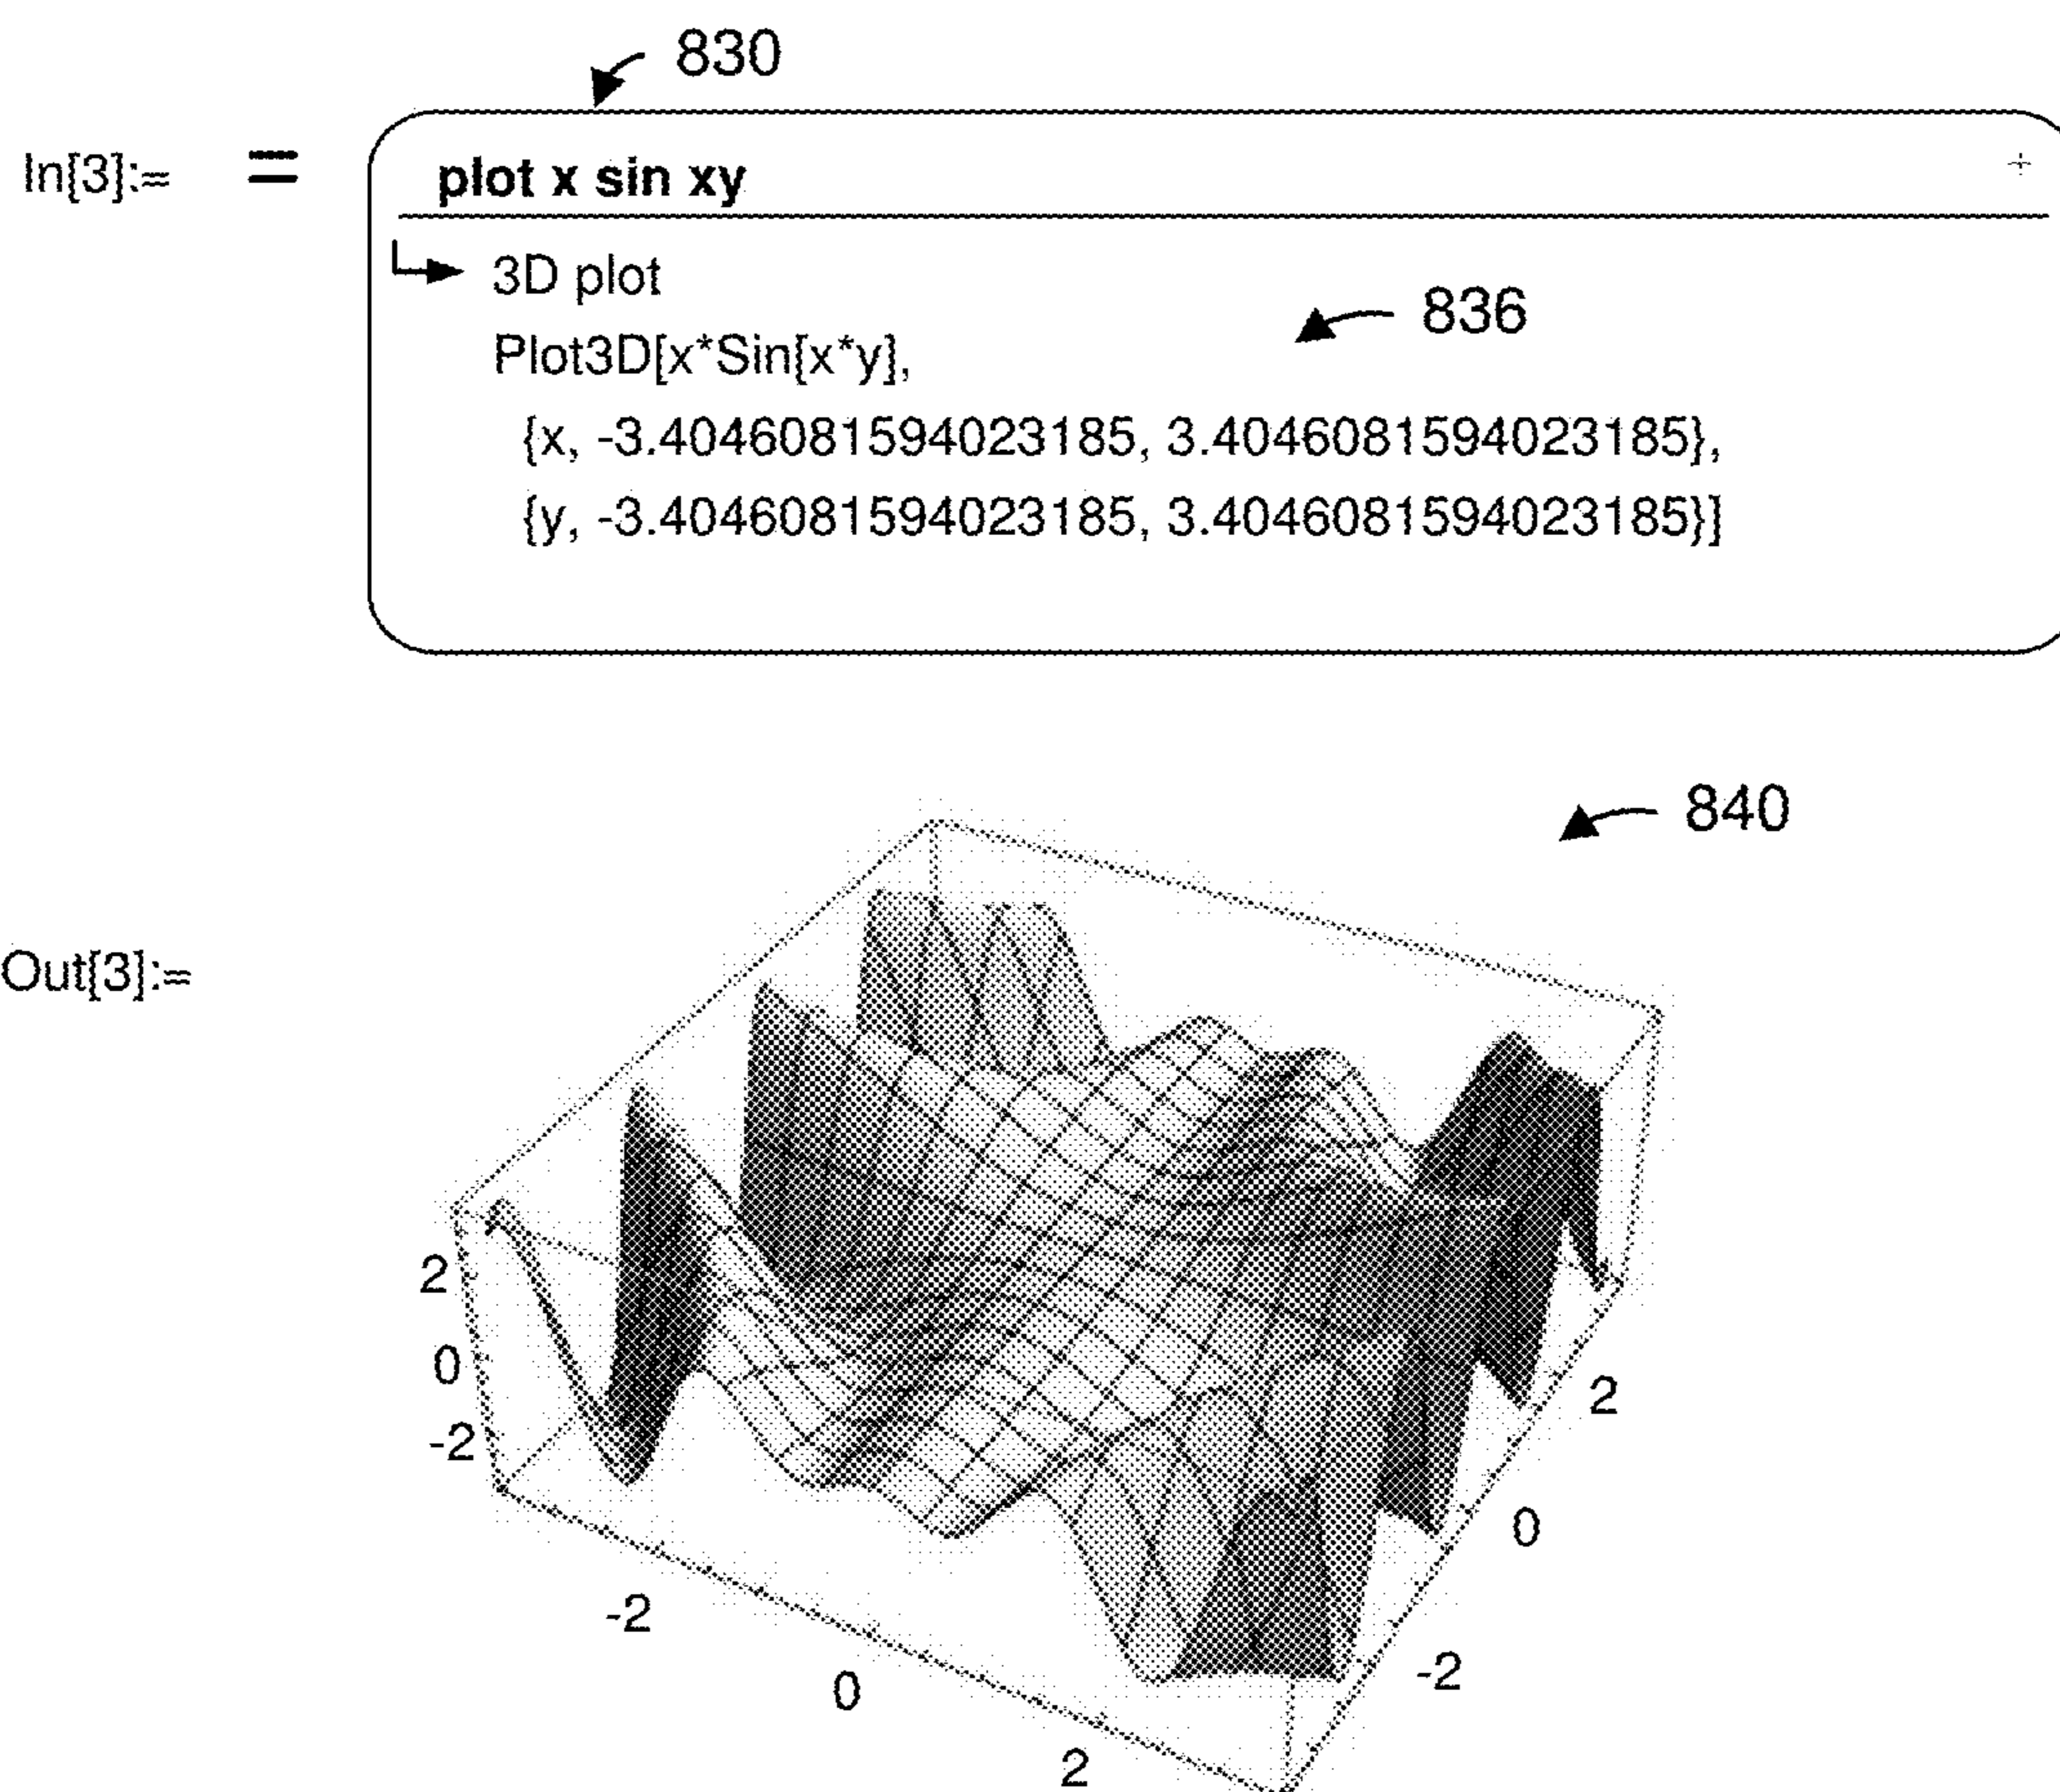 830
In[3]:= = plot x sin xy +
3D plot
836
Plot3D[x*Sin[x*y],
{x, -3.4046081594023185, 3.4046081594023185},
{y, -3.4046081594023185, 3.4046081594023185}]
840
Out[3]:=
2
0
-2
2
0
-2
-2
0
2